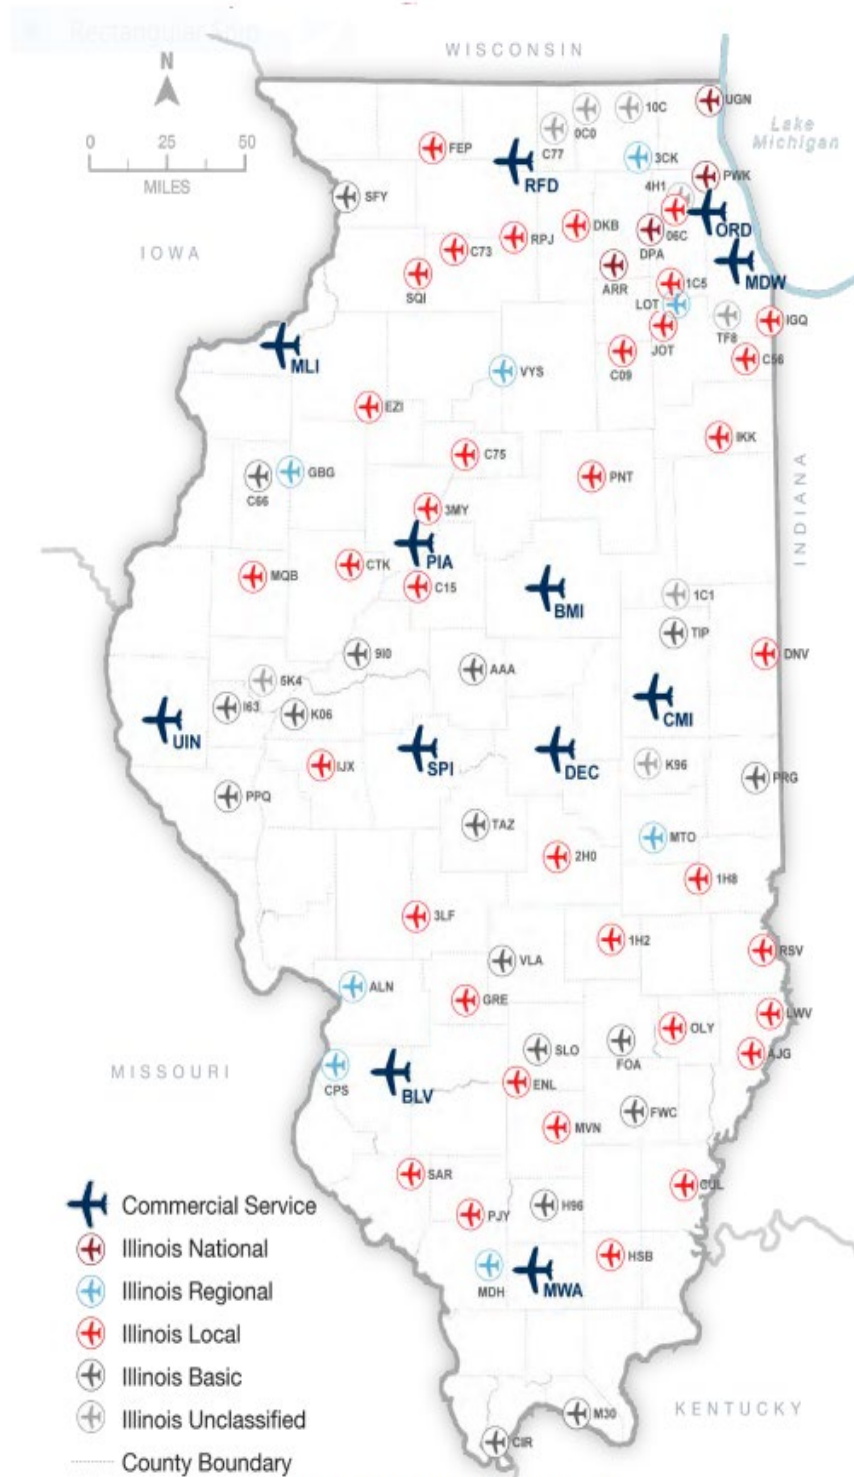 Rectangular Snip
WISCONSIN
N
0 25 50
MILES
Lake
Michigan
IOWA
UGN
10C
0C0
C77
FEP
RFD
3CK
PWK
4H1
SFY
ORD
06C
DKB
RPJ
DPA
C73
MDW
ARR
SQI
1C5
LOT
IGQ
TF8
JOT
C56
MLI
C09
VYS
EZI
IKK
C75
GBG
PNT
C66
INDIANA
3MY
PIA
CTK
MQB
C15
BMI
1C1
TIP
9I0
DNV
AAA
5K4
I63
K06
CMI
UIN
SPI
DEC
IJX
K96
PRG
PPQ
TAZ
MTO
2H0
1H8
3LF
1H2
RSV
VLA
ALN
GRE
LWV
OLY
SLO
FOA
AJG
MISSOURI
CPS
BLV
ENL
FWC
MVN
SAR
CUL
H96
PJY
HSB
MDH
MWA
KENTUCKY
M30
CIR
Commercial Service
Illinois National
Illinois Regional
Illinois Local
Illinois Basic
Illinois Unclassified
County Boundary